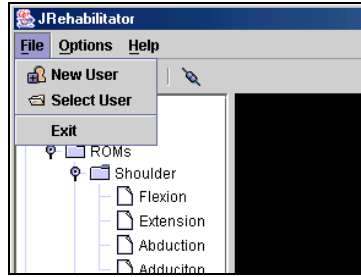 JRehabilitator
File Options Help
New User
Select User
Exit
ROMs
Shoulder
Flexion
Extension
Abduction
Adduciton